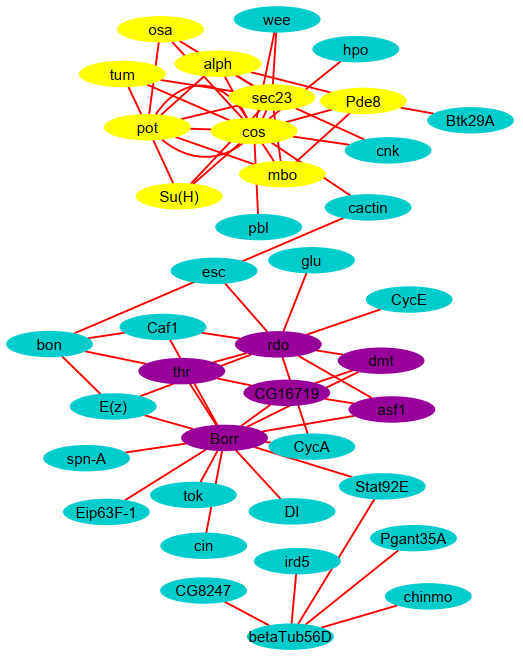 wee
osa
hpo
alph
tum
sec23
Pde8
Btk29A
pot
cos
cnk
mbo
Su(H)
cactin
pbl
glu
esc
CycE
Caf1
bon
rdo
dmt
thr
CG16719
E(z)
asf1
Borr
CycA
spn-A
Stat92E
tok
Eip63F-1
Dl
Pgant35A
cin
ird5
CG8247
chinmo
betaTub56D